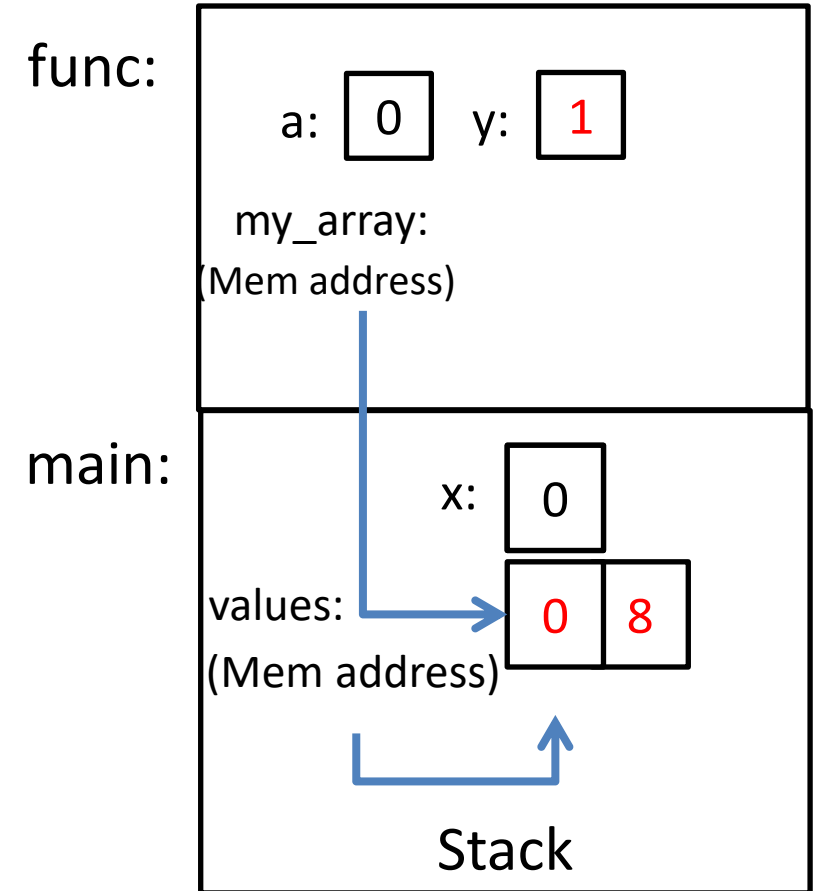 func:
a: 0 y: 1
my_array:
(Mem address)
main:
x: 0
values: 0 8
(Mem address)
Stack